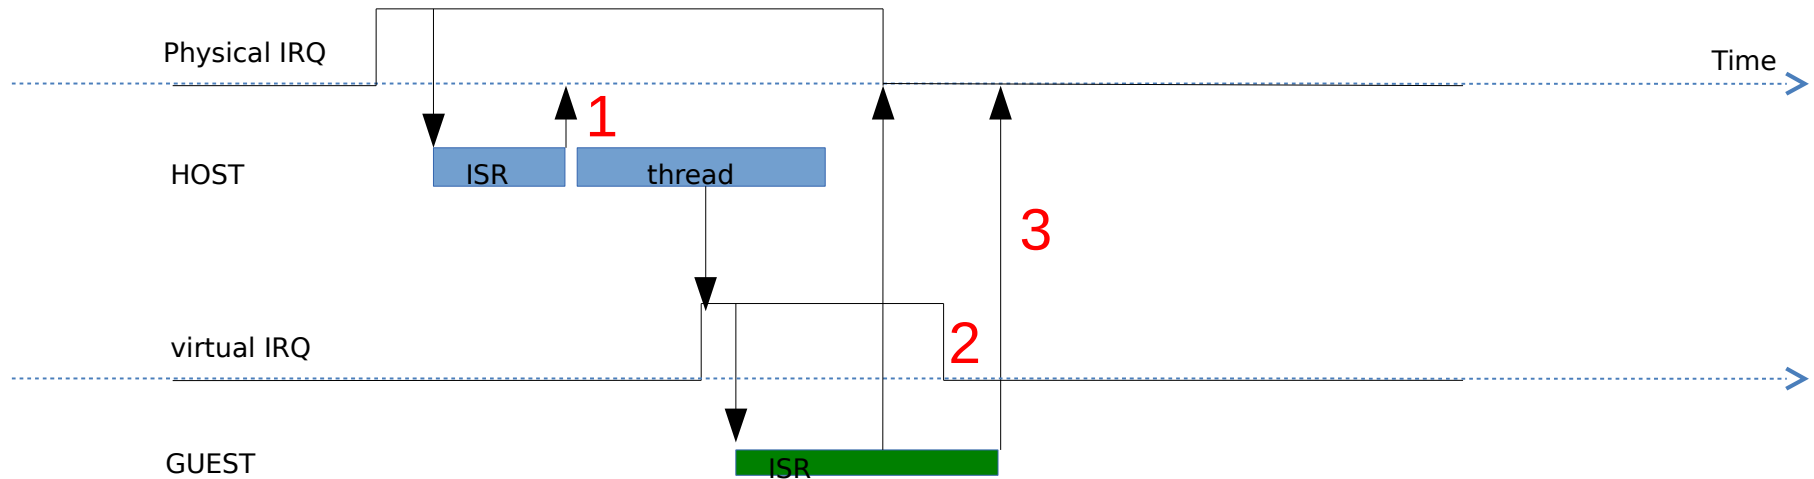 Physical IRQ
Time
1
HOST
ISR
thread
3
virtual IRQ
2
GUEST
ISR